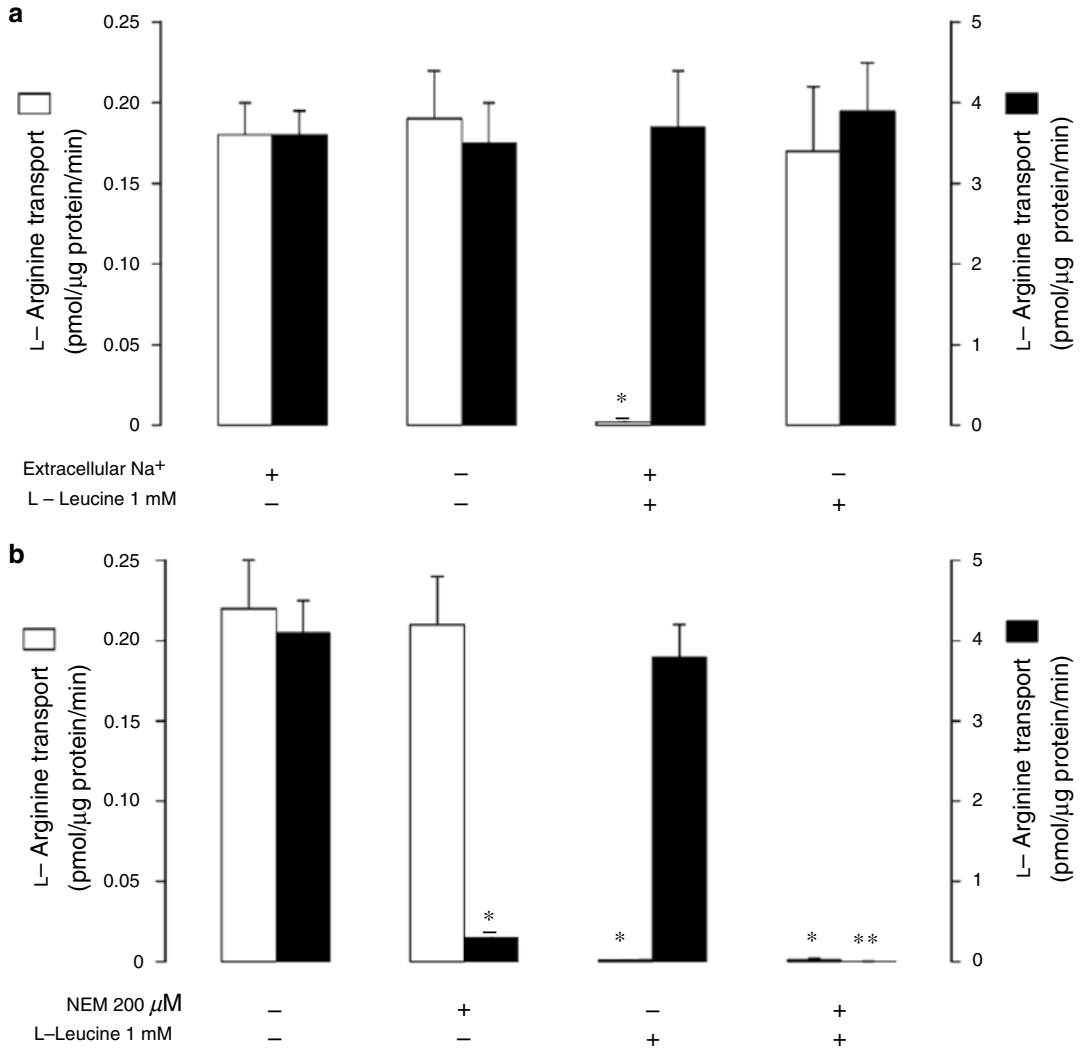 a
0.25
0.20
0.15
0.10
0.05
0
L– Arginine transport
(pmol/μg protein/min)
*
5
4
3
2
1
0
L– Arginine transport
(pmol/μg protein/min)
Extracellular Na+ + – + –
L – Leucine 1 mM – – + +
b
0.25
0.20
0.15
0.10
0.05
0
L– Arginine transport
(pmol/μg protein/min)
* * * **
5
4
3
2
1
0
L– Arginine transport
(pmol/μg protein/min)
NEM 200 μM – + – +
L–Leucine 1 mM – – + +